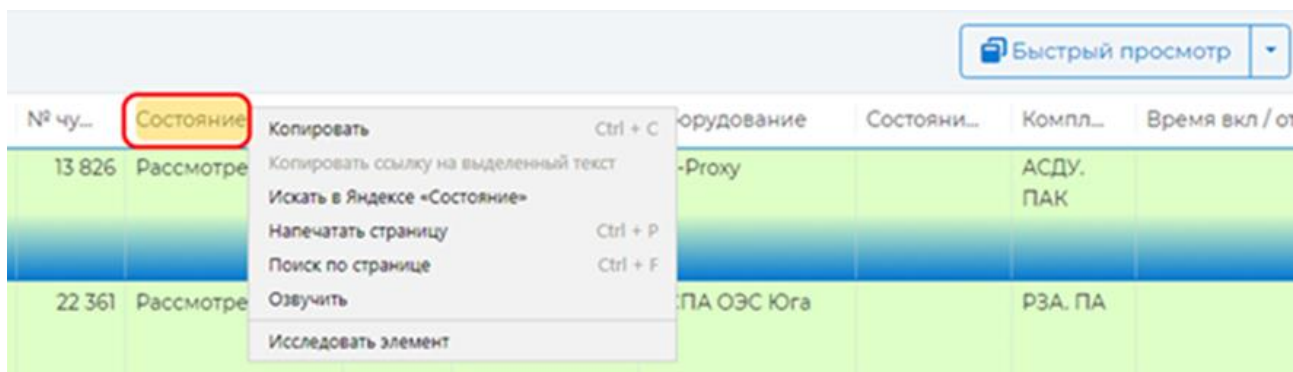 Быстрый просмотр
№ чу... Состояние орудование Состояни... Компл... Время вкл / от
Копировать Ctrl + C
13 826 Рассмотре -Proxy АСДУ.
ПАК
Копировать ссылку на выделенный текст
Искать в Яндексе «Состояние»
Напечатать страницу Ctrl + P
Поиск по странице Ctrl + F
Озвучить
22 361 Рассмотре СПА ОЭС Юга РЗА. ПА
Исследовать элемент